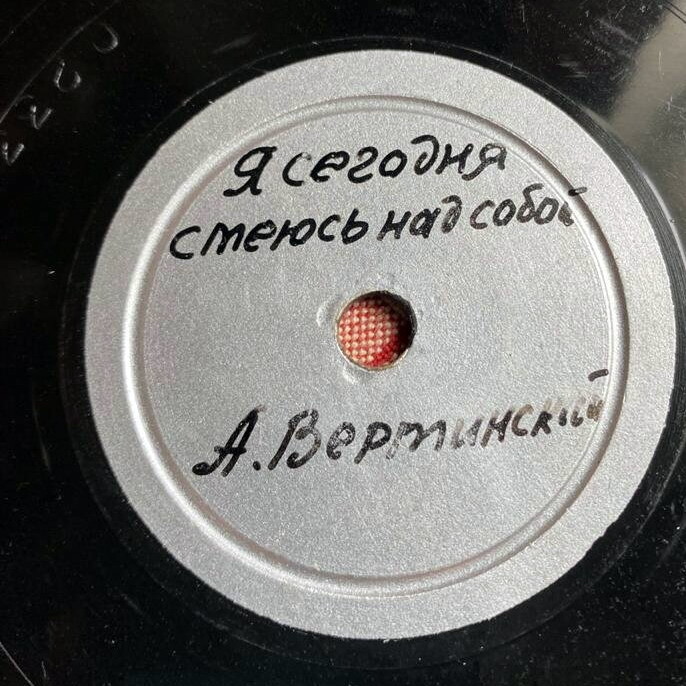 Я сегодня
смеюсь над собой
А. Вертинский